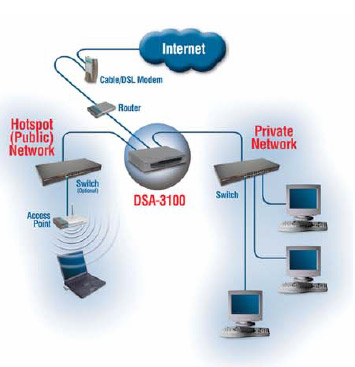 Internet
Cable/DSL Modem
Router
Hotspot
(Public)
Network
Private
Network
Switch
(Optional)
DSA-3100
Switch
Access
Point